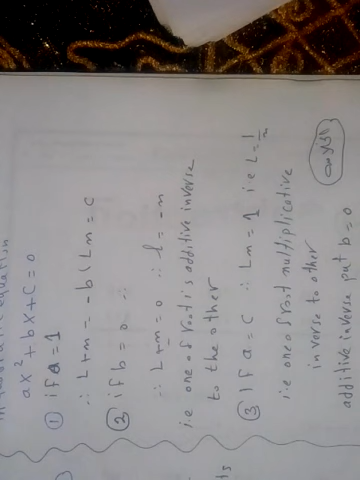 ax² + bx + c = 0
① if a = 1
∴ L + m = -b ( Lm = c
② if b = 0 ∴
∴ L + m = 0 ∴ l = -m
i.e one of root is additive inverse
to the other
③ If a = c ∴ Lm = 1 i.e L = 1/m
i.e one of root multiplicative
inverse to other
additive inverse put b = 0